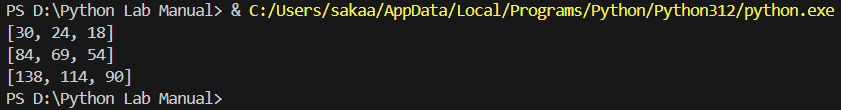 PS D:\Python Lab Manual> & C:/Users/sakaa/AppData/Local/Programs/Python/Python312/python.exe
[30, 24, 18]
[84, 69, 54]
[138, 114, 90]
PS D:\Python Lab Manual>